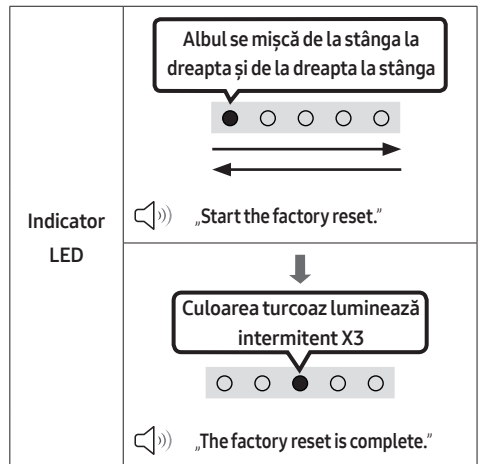 Albul se mișcă de la stânga la
dreapta și de la dreapta la stânga
„Start the factory reset.”
Indicator
LED
Culoarea turcoaz luminează
intermitent X3
„The factory reset is complete.”